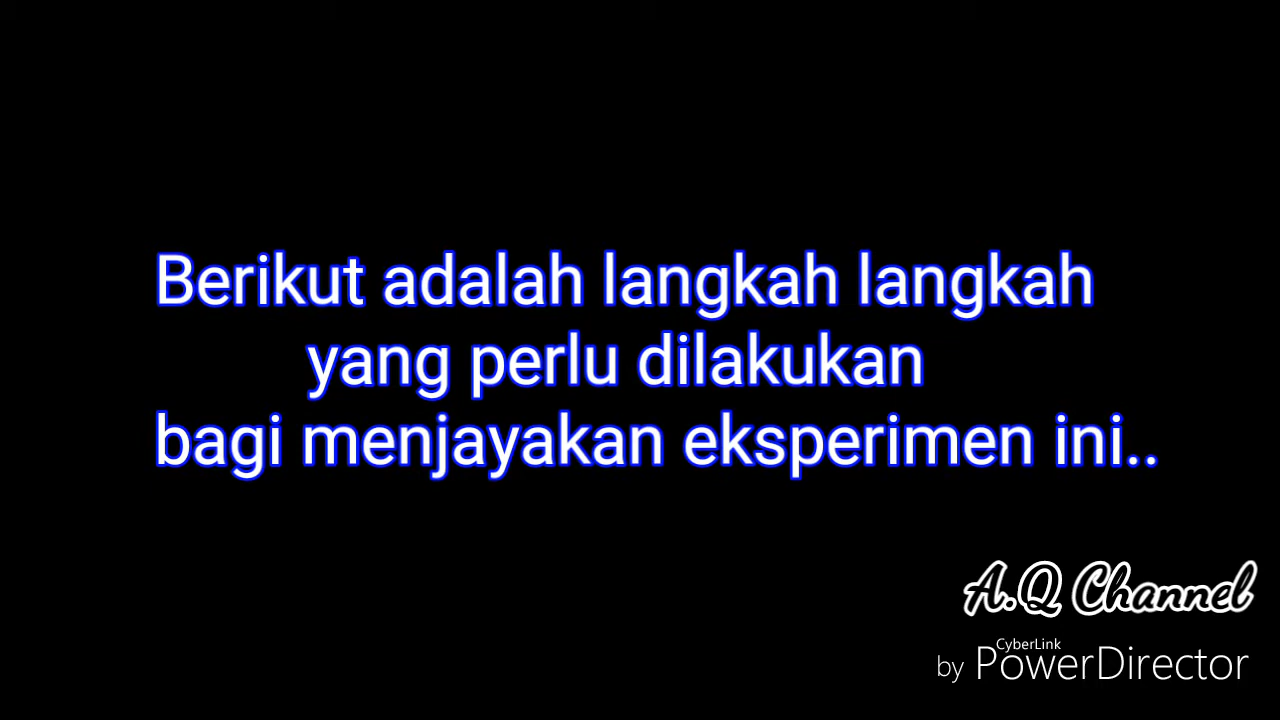 Berikut adalah langkah langkah
yang perlu dilakukan
bagi menjayakan eksperimen ini..
A.Q Channel
CyberLink
by PowerDirector